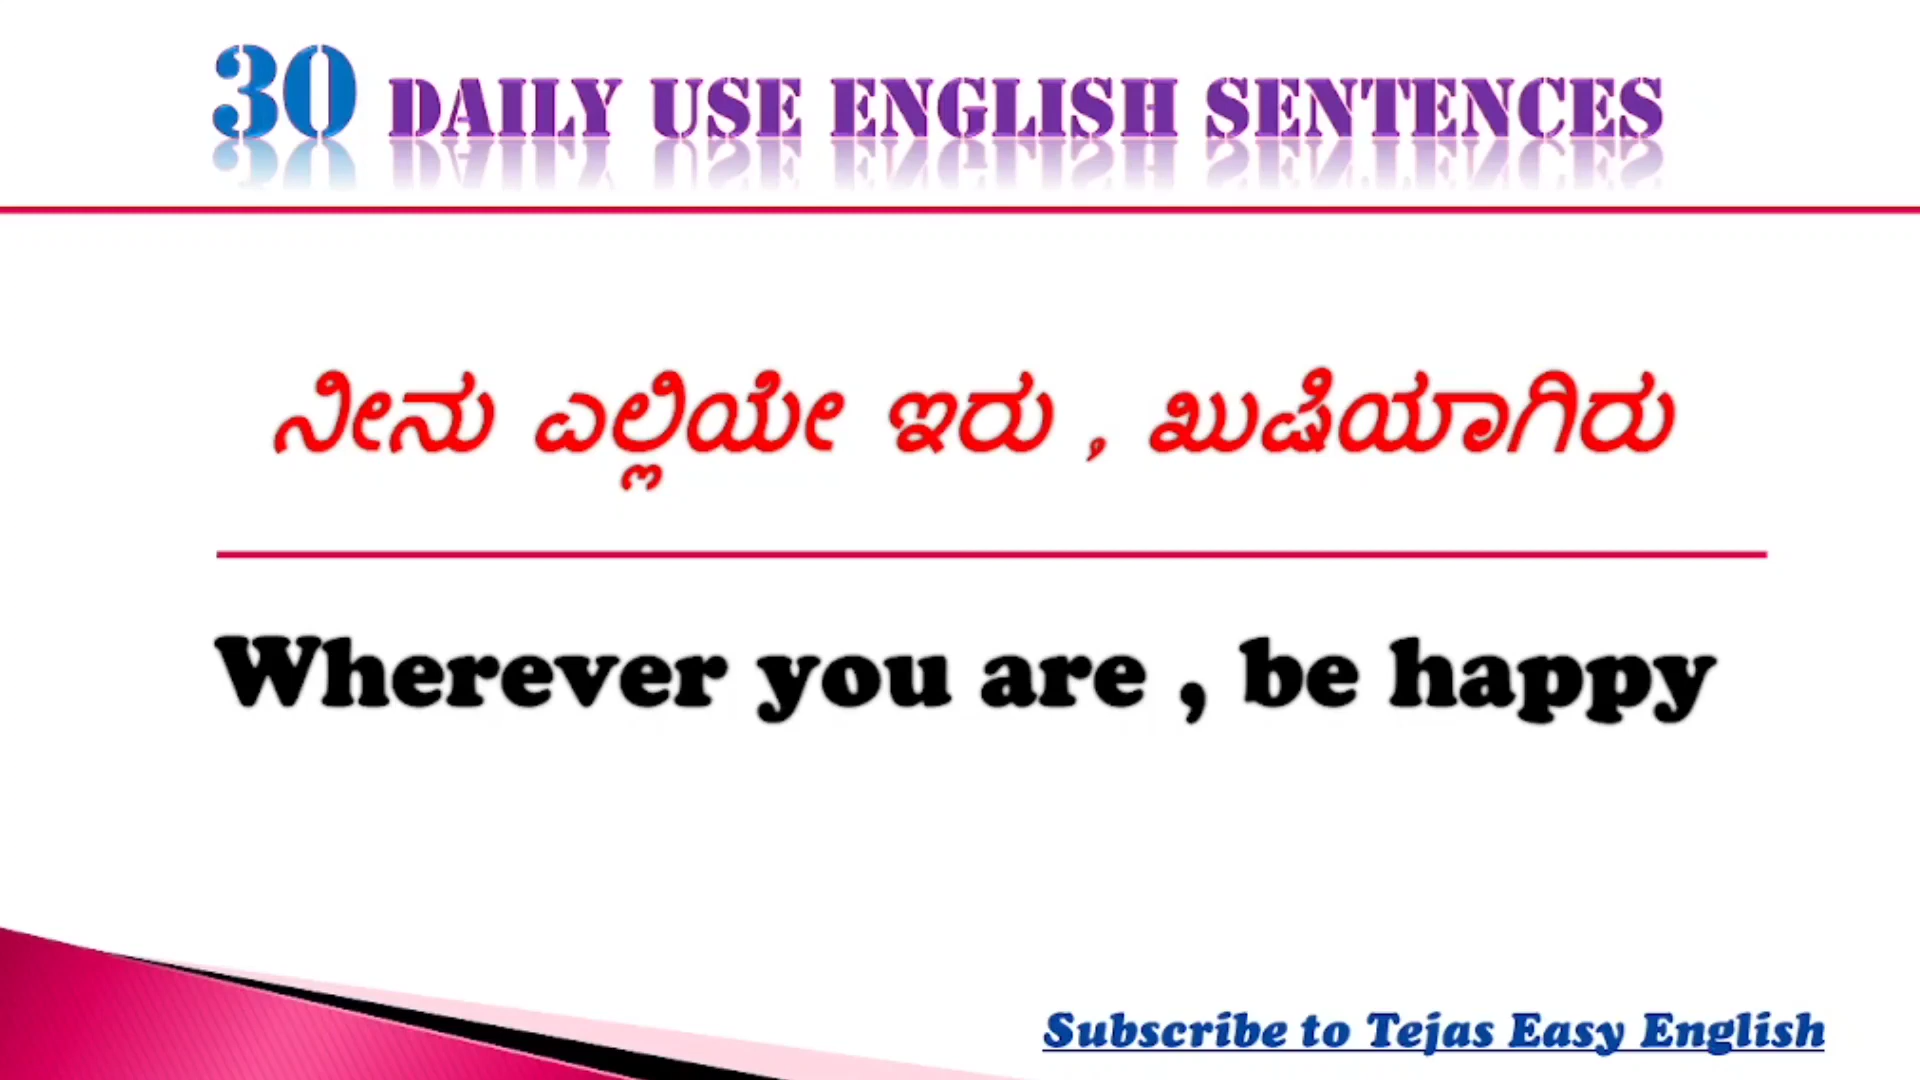 30 DAILY USE ENGLISH SENTENCES
ನೀನು ಎಲ್ಲಿಯೇ ಇರು , ಖುಷಿಯಾಗಿರು
Wherever you are , be happy
Subscribe to Tejas Easy English